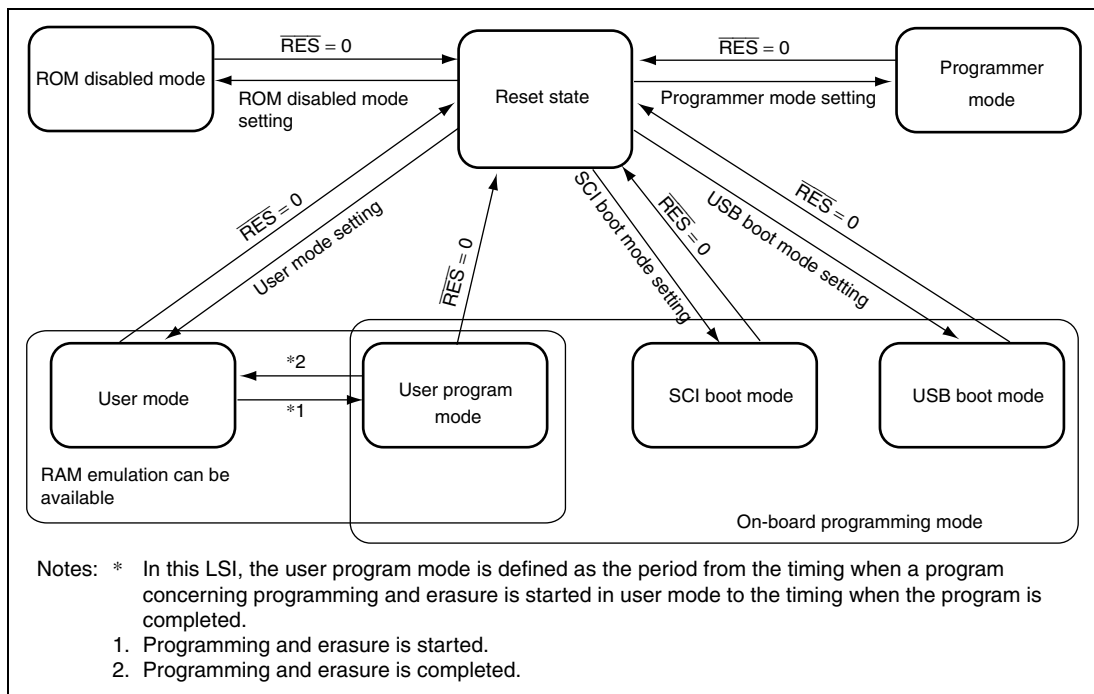 RES = 0
RES = 0
ROM disabled mode
Reset state
Programmer
mode
ROM disabled mode
setting
Programmer mode setting
RES = 0
User mode setting
RES = 0
SCI boot mode setting
RES = 0
USB boot mode setting
RES = 0
User mode
*2
*1
User program
mode
SCI boot mode
USB boot mode
RAM emulation can be
available
On-board programming mode
Notes: * In this LSI, the user program mode is defined as the period from the timing when a program
concerning programming and erasure is started in user mode to the timing when the program is
completed.
1. Programming and erasure is started.
2. Programming and erasure is completed.